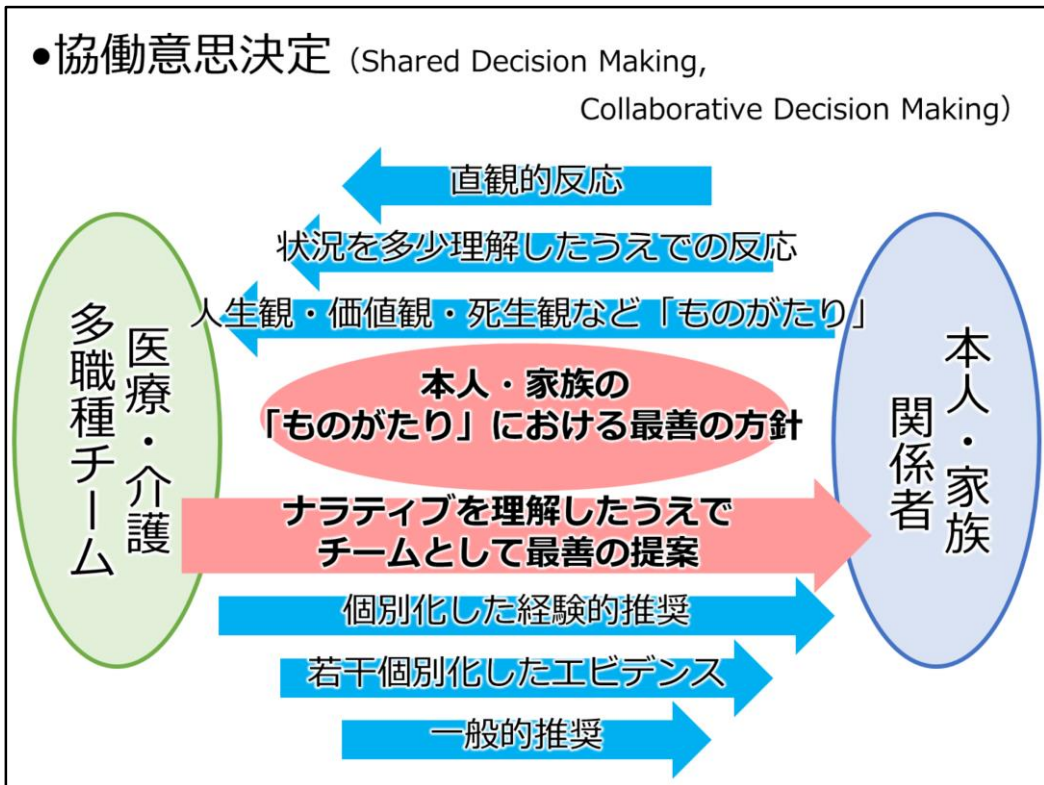 •協働意思決定（Shared Decision Making,
Collaborative Decision Making）
直観的反応
状況を多少理解したうえでの反応
人生観・価値観・死生観など「ものがたり」
医療・介護
多職種チーム
本人・家族の
「ものがたり」における最善の方針
本人・家族
関係者
ナラティブを理解したうえで
チームとして最善の提案
個別化した経験的推奨
若干個別化したエビデンス
一般的推奨